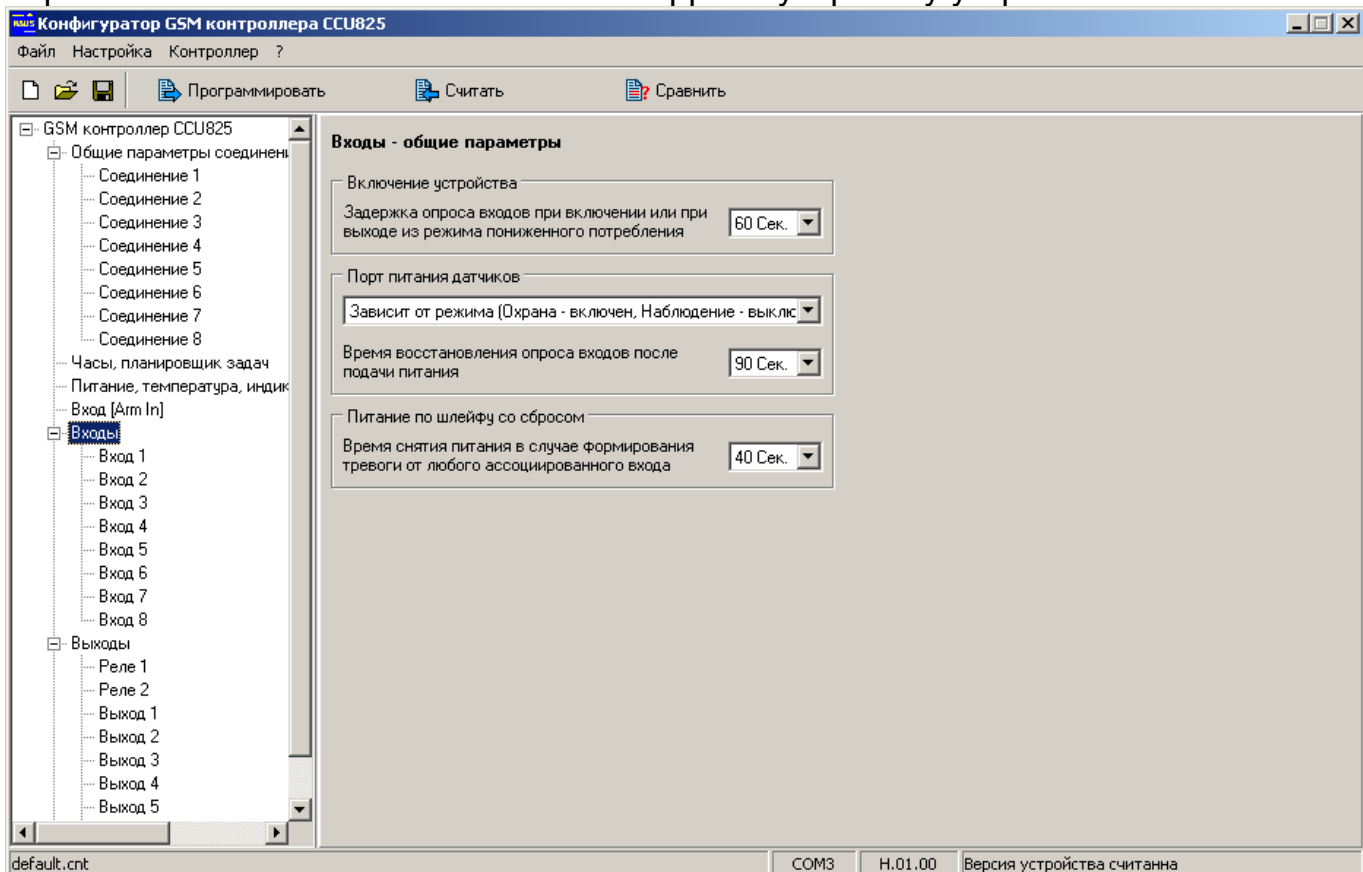 Конфигуратор GSM контроллера CCU825
Файл Настройка Контроллер ?
Программировать Считать Сравнить
GSM контроллер CCU825
Общие параметры соединен
Соединение 1
Соединение 2
Соединение 3
Соединение 4
Соединение 5
Соединение 6
Соединение 7
Соединение 8
Часы, планировщик задач
Питание, температура, индик
Вход [Arm In]
Входы
Вход 1
Вход 2
Вход 3
Вход 4
Вход 5
Вход 6
Вход 7
Вход 8
Выходы
Реле 1
Реле 2
Выход 1
Выход 2
Выход 3
Выход 4
Выход 5
Входы - общие параметры
Включение устройства
Задержка опроса входов при включении или при
выходе из режима пониженного потребления
60 Сек.
Порт питания датчиков
Зависит от режима (Охрана - включен, Наблюдение - выклю
Время восстановления опроса входов после
подачи питания
90 Сек.
Питание по шлейфу со сбросом
Время снятия питания в случае формирования
тревоги от любого ассоциированного входа
40 Сек.
default.cnt COM3 H.01.00 Версия устройства считанна